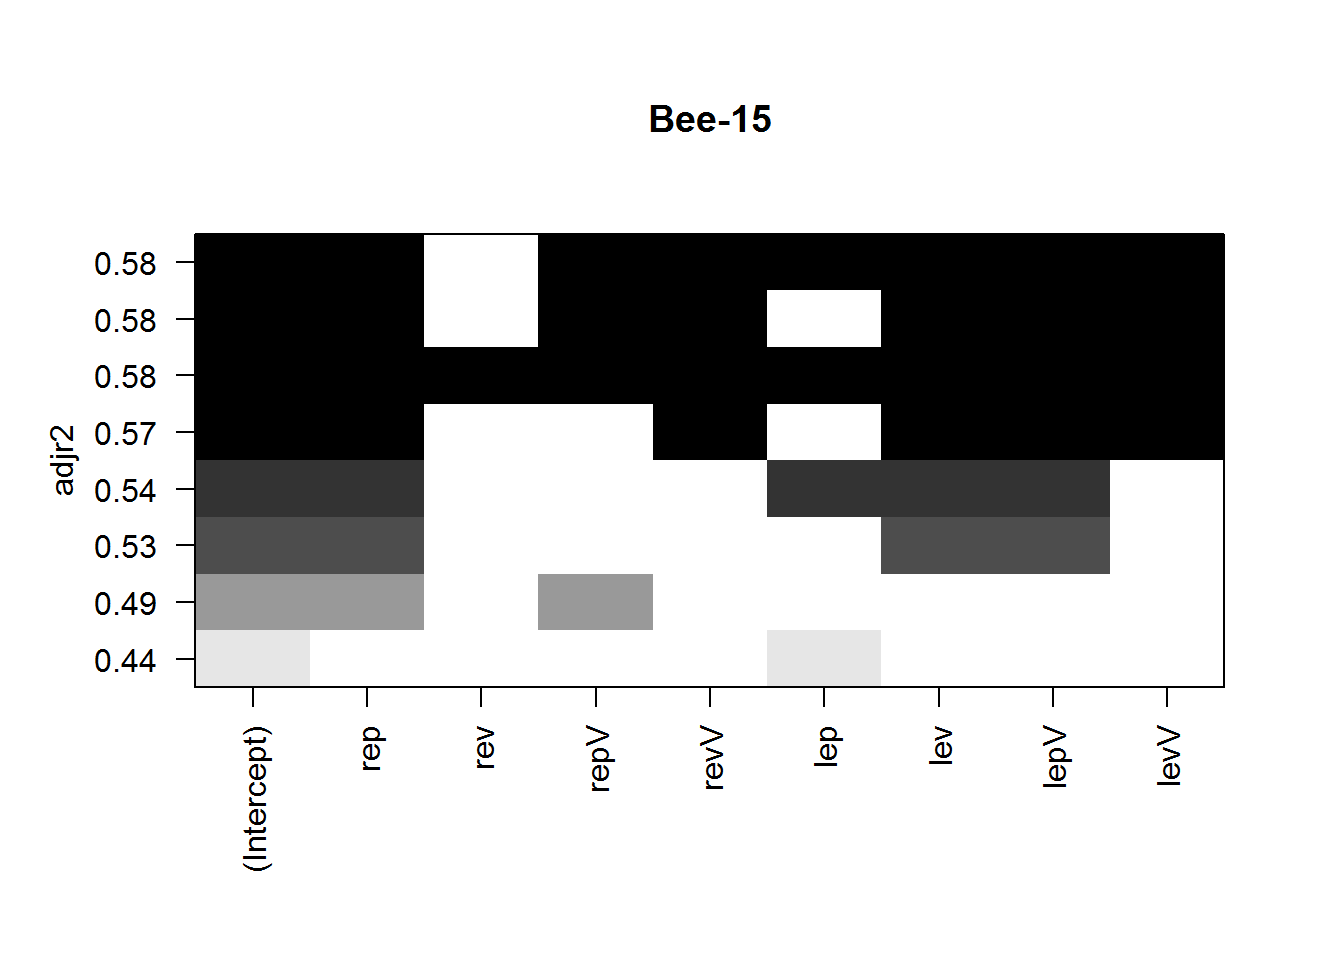 Bee-15
adjr2
0.58
0.58
0.58
0.57
0.54
0.53
0.49
0.44
(Intercept)
rep
rev
repV
revV
lep
lev
lepV
levV